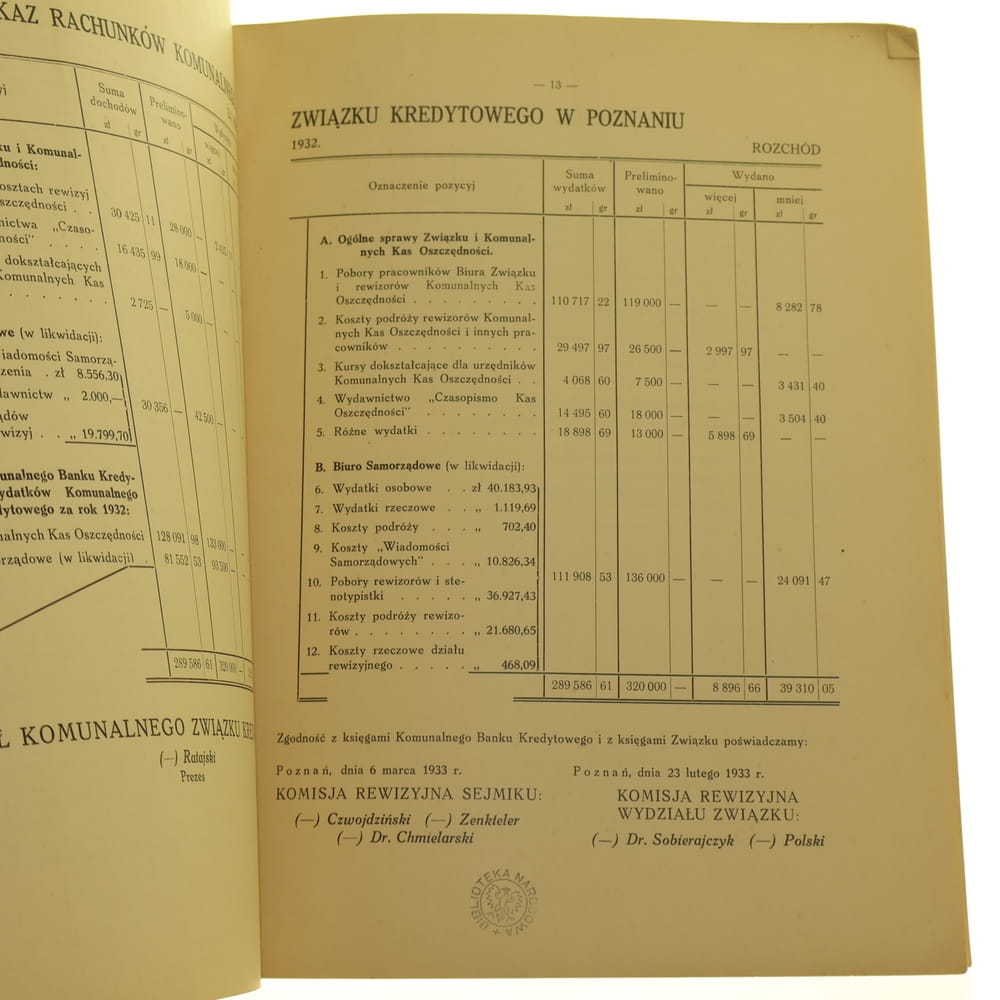 KAZ RACHUNKÓW KOMUNALNE
Suma dochodów
Prelimino- wano
zł gr zł gr
ku i Komunal-
dności:
osztach rewizyj
szczędności . . 30 425 11 28 000 —
nictwa „Czaso-
ności" . . . . 16 435 99 18 000 —
dokształcających
Komunalnych Kas
. . . . . . . 2 725 — 5 000 —
we (w likwidacji):
iadomości Samorzą-
zenia . zł 8.556,30
dawnictw „ 2.000,—
ądów 30 356 — 42 500 —
wizyj . . „ 19.799,70
unalnego Banku Kredy-
ydatków Komunalnego
dytowego za rok 1932:
nalnych Kas Oszczędności 128 091 98 133 000 —
rządowe (w likwidacji) . 81 552 53 93 500 —
289 586 61 320 000 —
Ł KOMUNALNEGO ZWIĄZKU KRE
(—) Ratajski
Prezes
— 13 —
ZWIĄZKU KREDYTOWEGO W POZNANIU
1932. ROZCHÓD
Oznaczenie pozycyj
Suma wydatków
Prelimino- wano
Wydano
więcej mniej
zł gr zł gr zł gr zł gr
A. Ogólne sprawy Związku i Komunal-
nych Kas Oszczędności.
1. Pobory pracowników Biura Związku
i rewizorów Komunalnych Kas
Oszczędności . . . . . . . . . 110 717 22 119 000 — — — 8 282 78
2. Koszty podróży rewizorów Komunal-
nych Kas Oszczędności i innych pra-
cowników . . . . . . . . . . 29 497 97 26 500 — 2 997 97 — —
3. Kursy dokształcające dla urzędników
Komunalnych Kas Oszczędności . . 4 068 60 7 500 — — — 3 431 40
4. Wydawnictwo „Czasopismo Kas
Oszczędności" . . . . . . . . 14 495 60 18 000 — — — 3 504 40
5. Różne wydatki . . . . . . . . 18 898 69 13 000 — 5 898 69 — —
B. Biuro Samorządowe (w likwidacji):
6. Wydatki osobowe . . zł 40.183,93
7. Wydatki rzeczowe . . „ 1.119,69
8. Koszty podróży . . . „ 702,40
9. Koszty „Wiadomości
Samorządowych" . . . „ 10.826,34
10. Pobory rewizorów i ste- 111 908 53 136 000 — — — 24 091 47
notypistki . . . . . „ 36.927,43
11. Koszty podróży rewizo-
rów . . . . . . . . „ 21.680,65
12. Koszty rzeczowe działu
rewizyjnego . . . . . „ 468,09
289 586 61 320 000 — 8 896 66 39 310 05
Zgodność z księgami Komunalnego Banku Kredytowego i z księgami Związku poświadczamy:
Poznań, dnia 6 marca 1933 r.
KOMISJA REWIZYJNA SEJMIKU:
(—) Czwojdziński (—) Zenkteler
(—) Dr. Chmielarski
Poznań, dnia 23 lutego 1933 r.
KOMISJA REWIZYJNA
WYDZIAŁU ZWIĄZKU:
(—) Dr. Sobierajczyk (—) Polski
BIBLIOTEKA NARODOWA